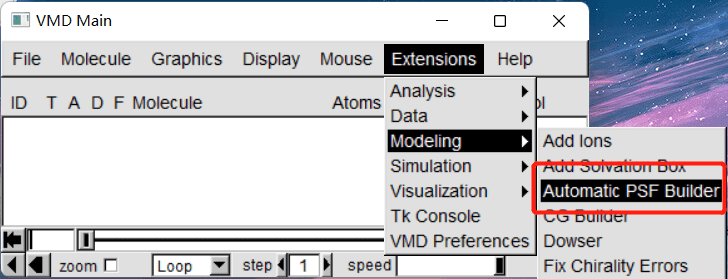 VMD Main
File Molecule Graphics Display Mouse Extensions Help
ID T A D F Molecule Atoms ol
Analysis
Data
Modeling
Simulation
Visualization
Tk Console
VMD Preferences
Add Ions
Add Solvation Box
Automatic PSF Builder
CG Builder
Dowser
Fix Chirality Errors
zoom Loop step 1 speed